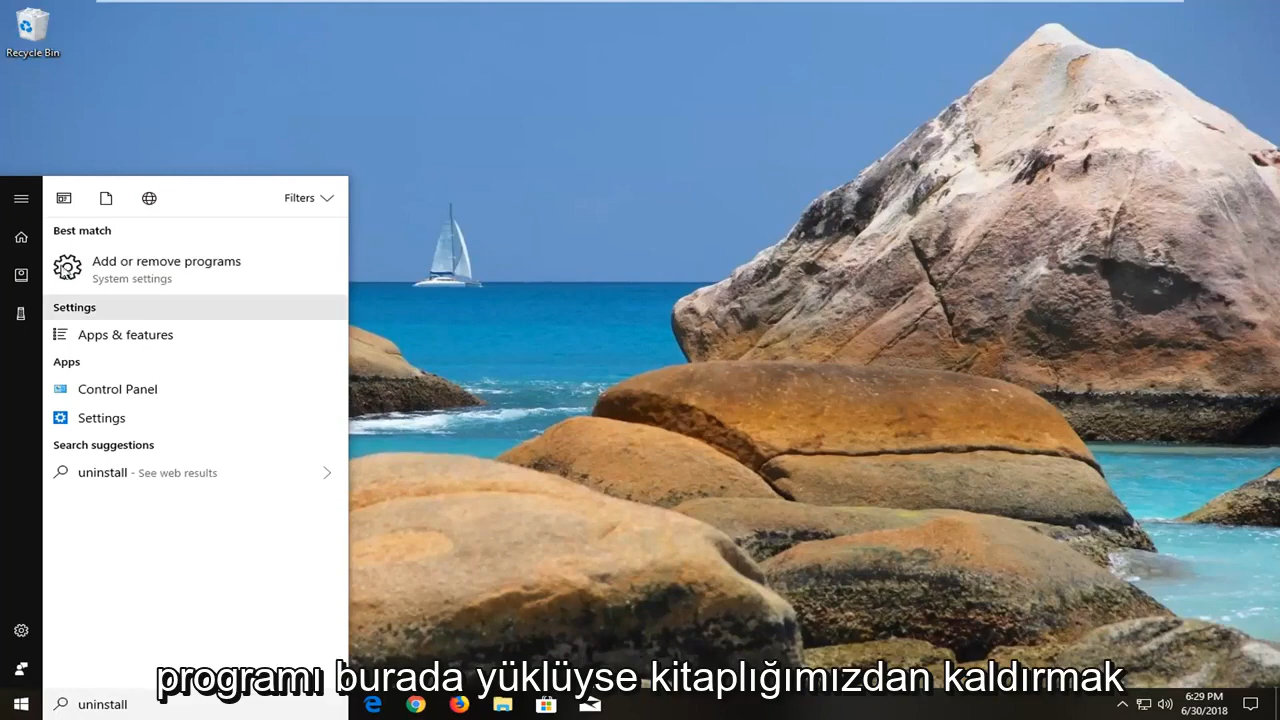 Recycle Bin
Filters
Best match
Add or remove programs
System settings
Settings
Apps & features
Apps
Control Panel
Settings
Search suggestions
uninstall - See web results
programı burada yüklüyse kitaplığımızdan kaldırmak
uninstall
6:29 PM
6/30/2018